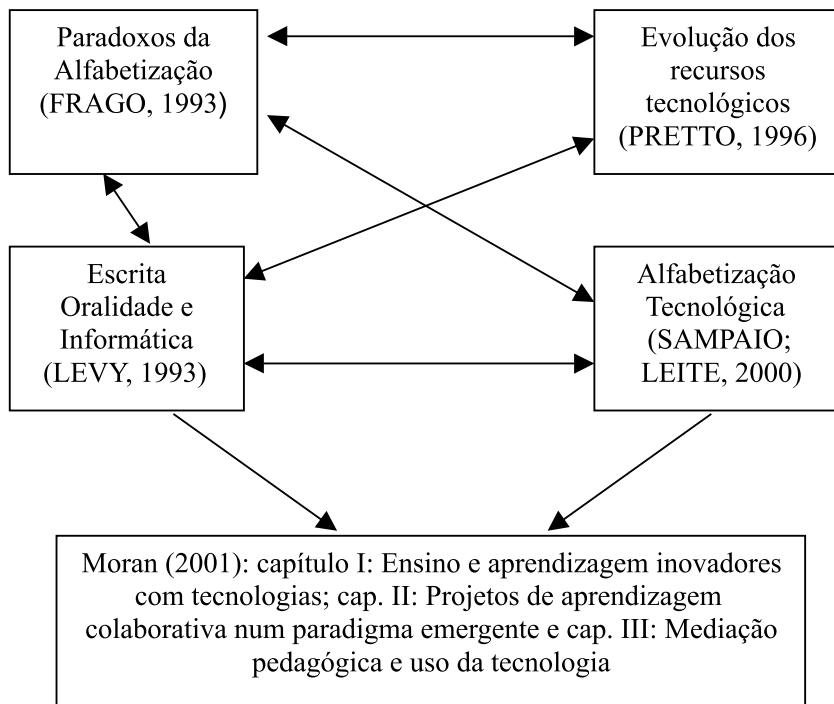 Paradoxos da
Alfabetização
(FRAGO, 1993)
Evolução dos
recursos
tecnológicos
(PRETTO, 1996)
Escrita
Oralidade e
Informática
(LEVY, 1993)
Alfabetização
Tecnológica
(SAMPAIO;
LEITE, 2000)
Moran (2001): capítulo I: Ensino e aprendizagem inovadores
com tecnologias; cap. II: Projetos de aprendizagem
colaborativa num paradigma emergente e cap. III: Mediação
pedagógica e uso da tecnologia